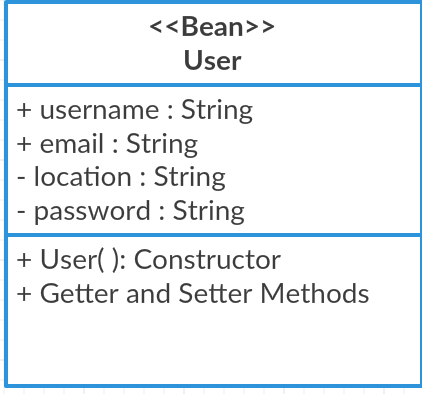 <<Bean>>
User
+ username : String
+ email : String
- location : String
- password : String
+ User( ): Constructor
+ Getter and Setter Methods